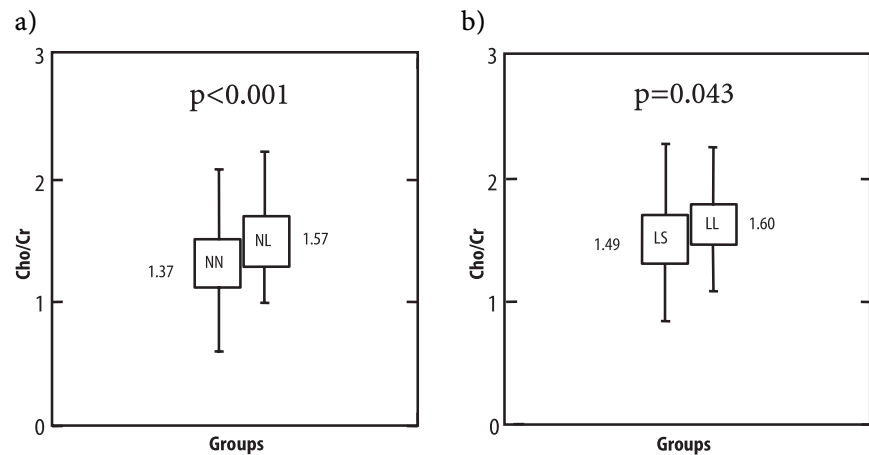 a)
3
p<0.001
2
Cho/Cr
NN
NL
1.37
1.57
1
0
Groups
b)
3
p=0.043
2
Cho/Cr
LS
LL
1.49
1.60
1
0
Groups